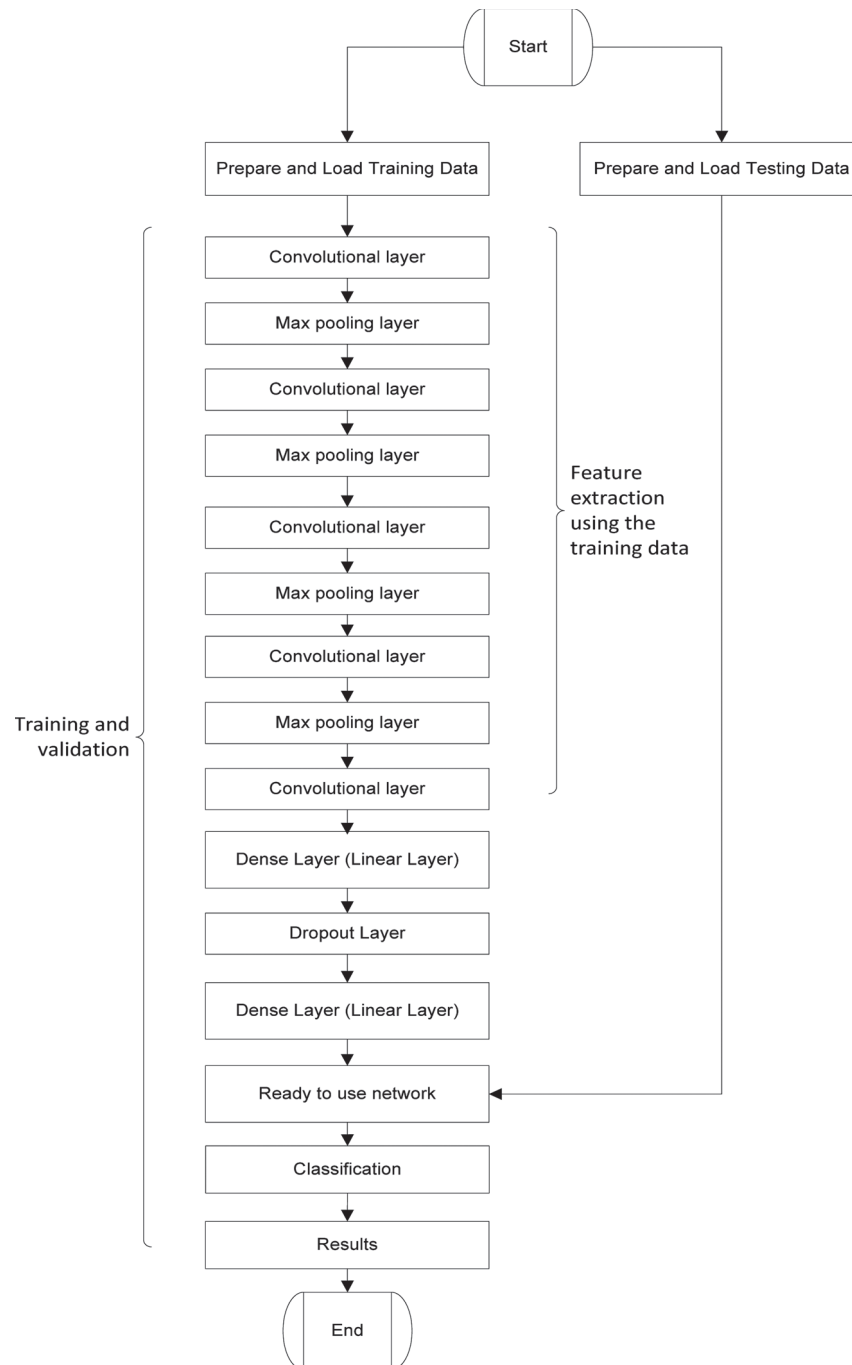 Start
Prepare and Load Training Data
Prepare and Load Testing Data
Convolutional layer
Max pooling layer
Convolutional layer
Max pooling layer
Convolutional layer
Max pooling layer
Convolutional layer
Max pooling layer
Convolutional layer
Feature
extraction
using the
training data
Training and
validation
Dense Layer (Linear Layer)
Dropout Layer
Dense Layer (Linear Layer)
Ready to use network
Classification
Results
End